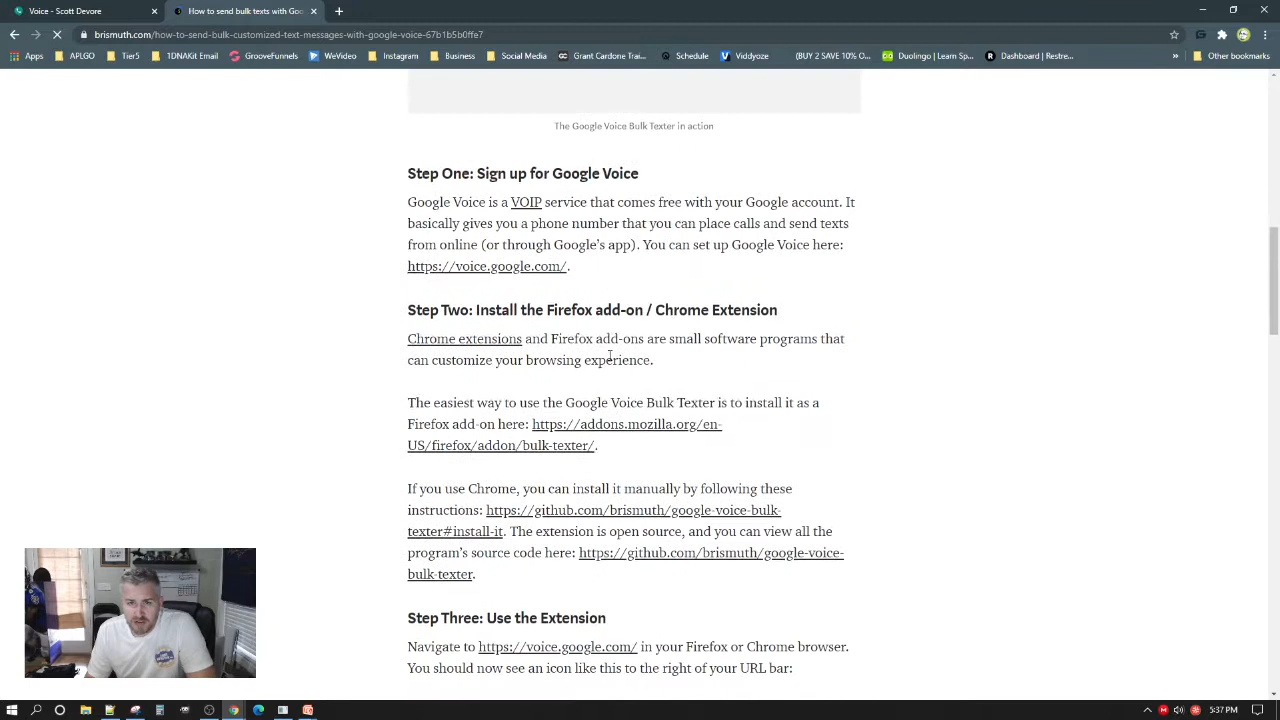 Voice - Scott Devore
How to send bulk texts with Goo
brismuth.com/how-to-send-bulk-customized-text-messages-with-google-voice-67b1b5b0ffe7
Apps APLGO Tier5 1DNAKit Email GrooveFunnels WeVideo Instagram Business Social Media Grant Cardone Trai... Schedule Viddyoze (BUY 2 SAVE 10% O... Duolingo | Learn Sp... Dashboard | Restre... » Other bookmarks
The Google Voice Bulk Texter in action
Step One: Sign up for Google Voice
Google Voice is a VOIP service that comes free with your Google account. It
basically gives you a phone number that you can place calls and send texts
from online (or through Google's app). You can set up Google Voice here:
https://voice.google.com/.
Step Two: Install the Firefox add-on / Chrome Extension
Chrome extensions and Firefox add-ons are small software programs that
can customize your browsing experience.
The easiest way to use the Google Voice Bulk Texter is to install it as a
Firefox add-on here: https://addons.mozilla.org/en-
US/firefox/addon/bulk-texter/.
If you use Chrome, you can install it manually by following these
instructions: https://github.com/brismuth/google-voice-bulk-
texter#install-it. The extension is open source, and you can view all the
program's source code here: https://github.com/brismuth/google-voice-
bulk-texter.
Step Three: Use the Extension
Navigate to https://voice.google.com/ in your Firefox or Chrome browser.
You should now see an icon like this to the right of your URL bar:
5:37 PM